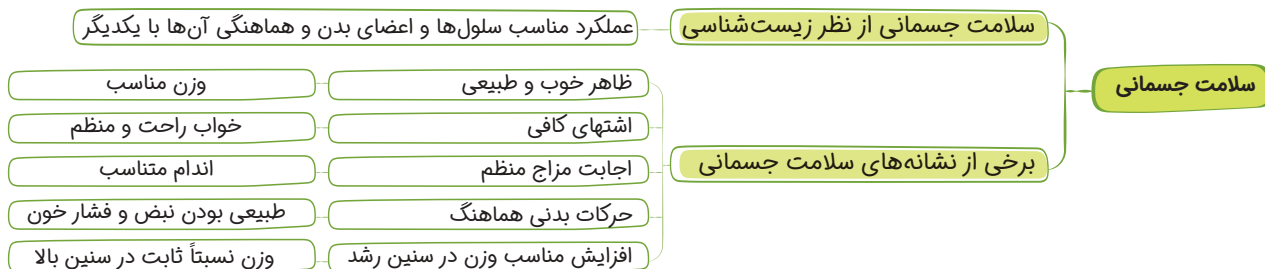 سلامت جسمانی
سلامت جسمانی از نظر زیست‌شناسی
عملکرد مناسب سلول‌ها و اعضای بدن و هماهنگی آن‌ها با یکدیگر
برخی از نشانه‌های سلامت جسمانی
ظاهر خوب و طبیعی
وزن مناسب
اشتهای کافی
خواب راحت و منظم
اجابت مزاج منظم
اندام متناسب
حرکات بدنی هماهنگ
طبیعی بودن نبض و فشار خون
افزایش مناسب وزن در سنین رشد
وزن نسبتاً ثابت در سنین بالا